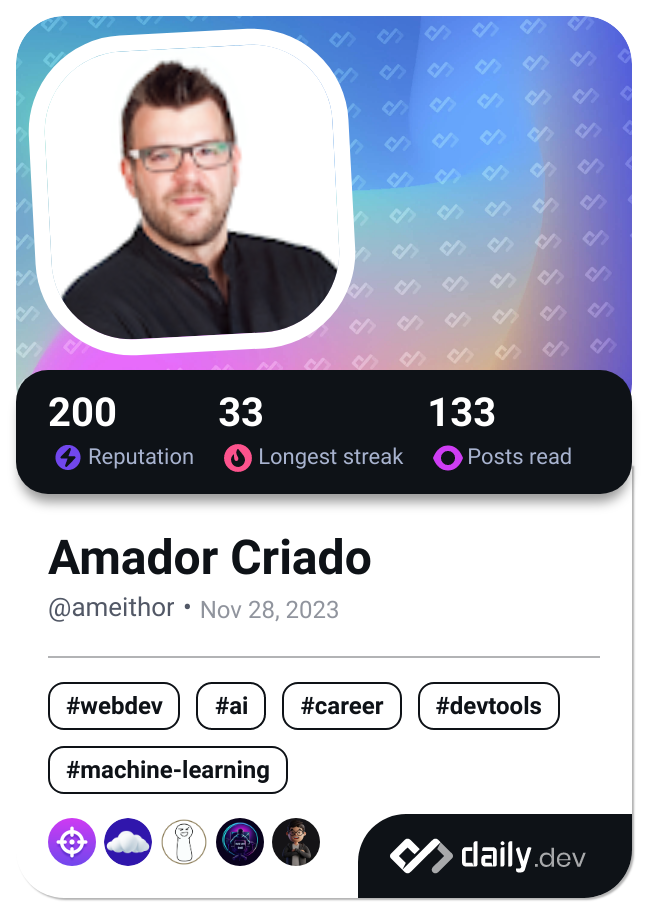 200 33 133
Reputation Longest streak Posts read
Amador Criado
@ameithor • Nov 28, 2023
#webdev #ai #career #devtools
#machine-learning
daily.dev